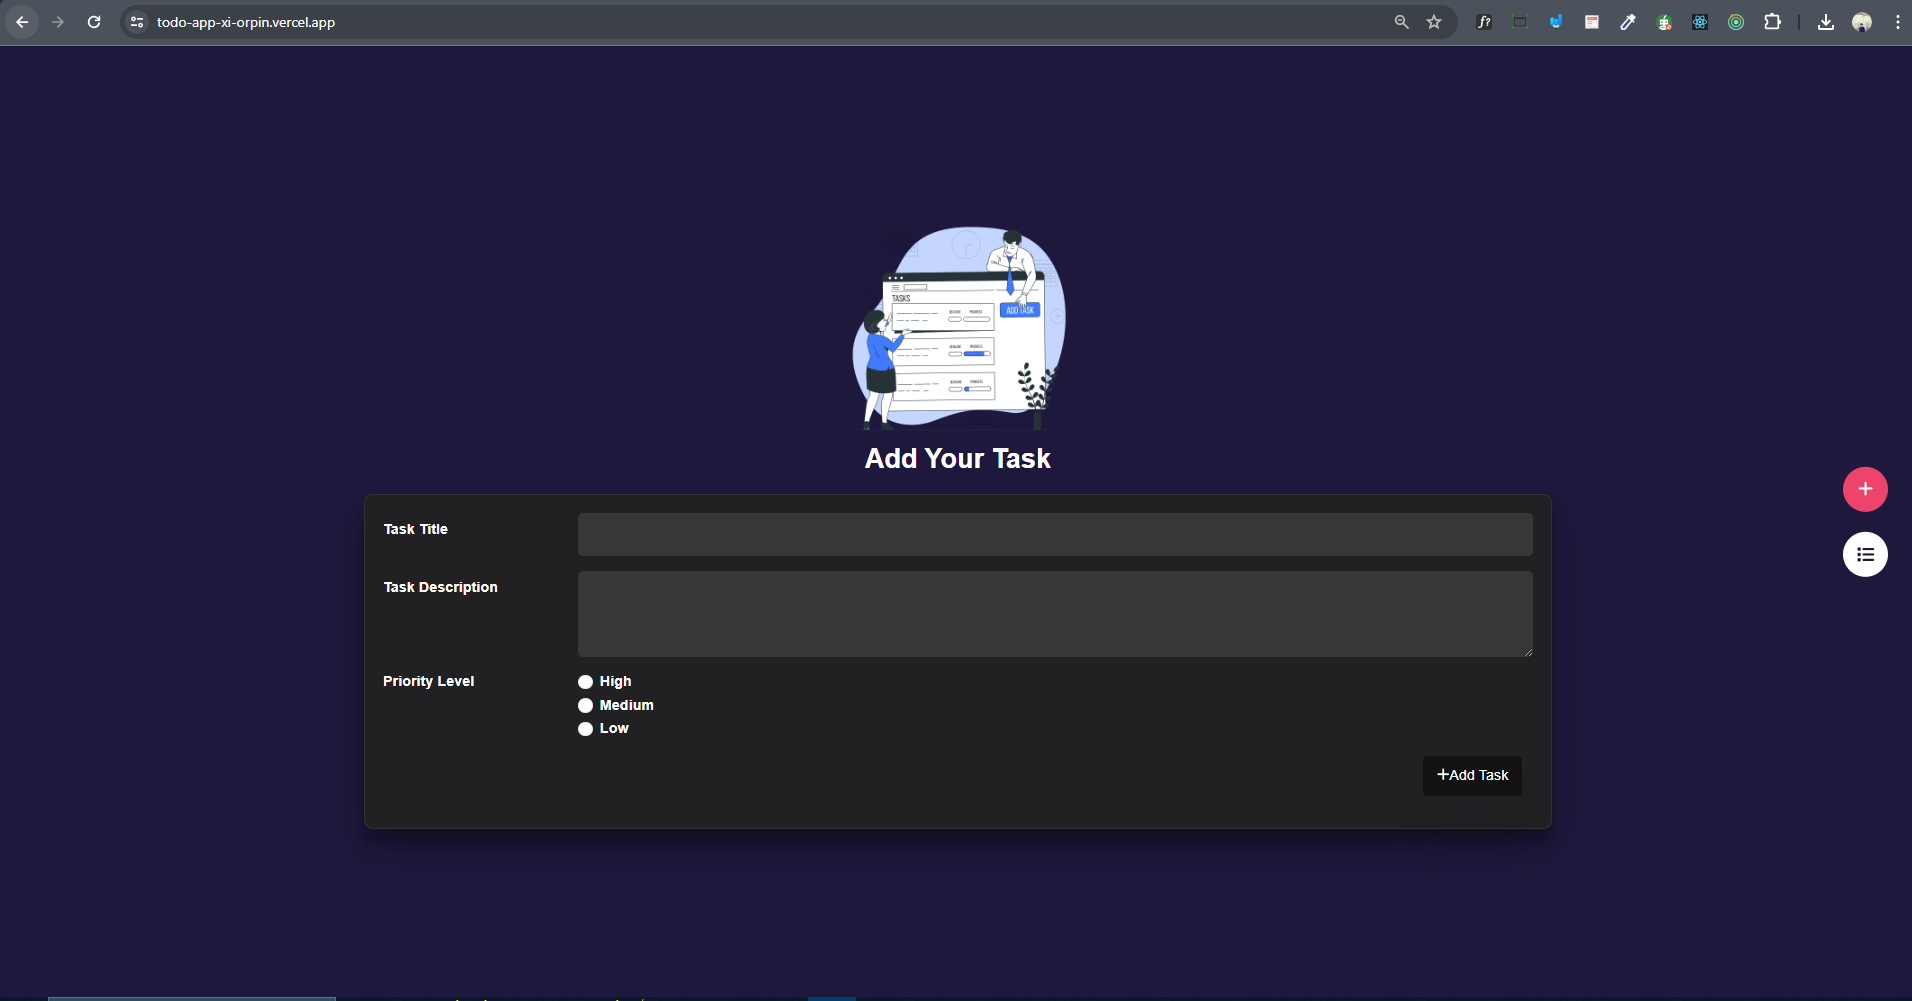 todo-app-xi-orpin.vercel.app
f?
TASKS
ADD TASK
Add Your Task
Task Title
Task Description
Priority Level
High
Medium
Low
+Add Task